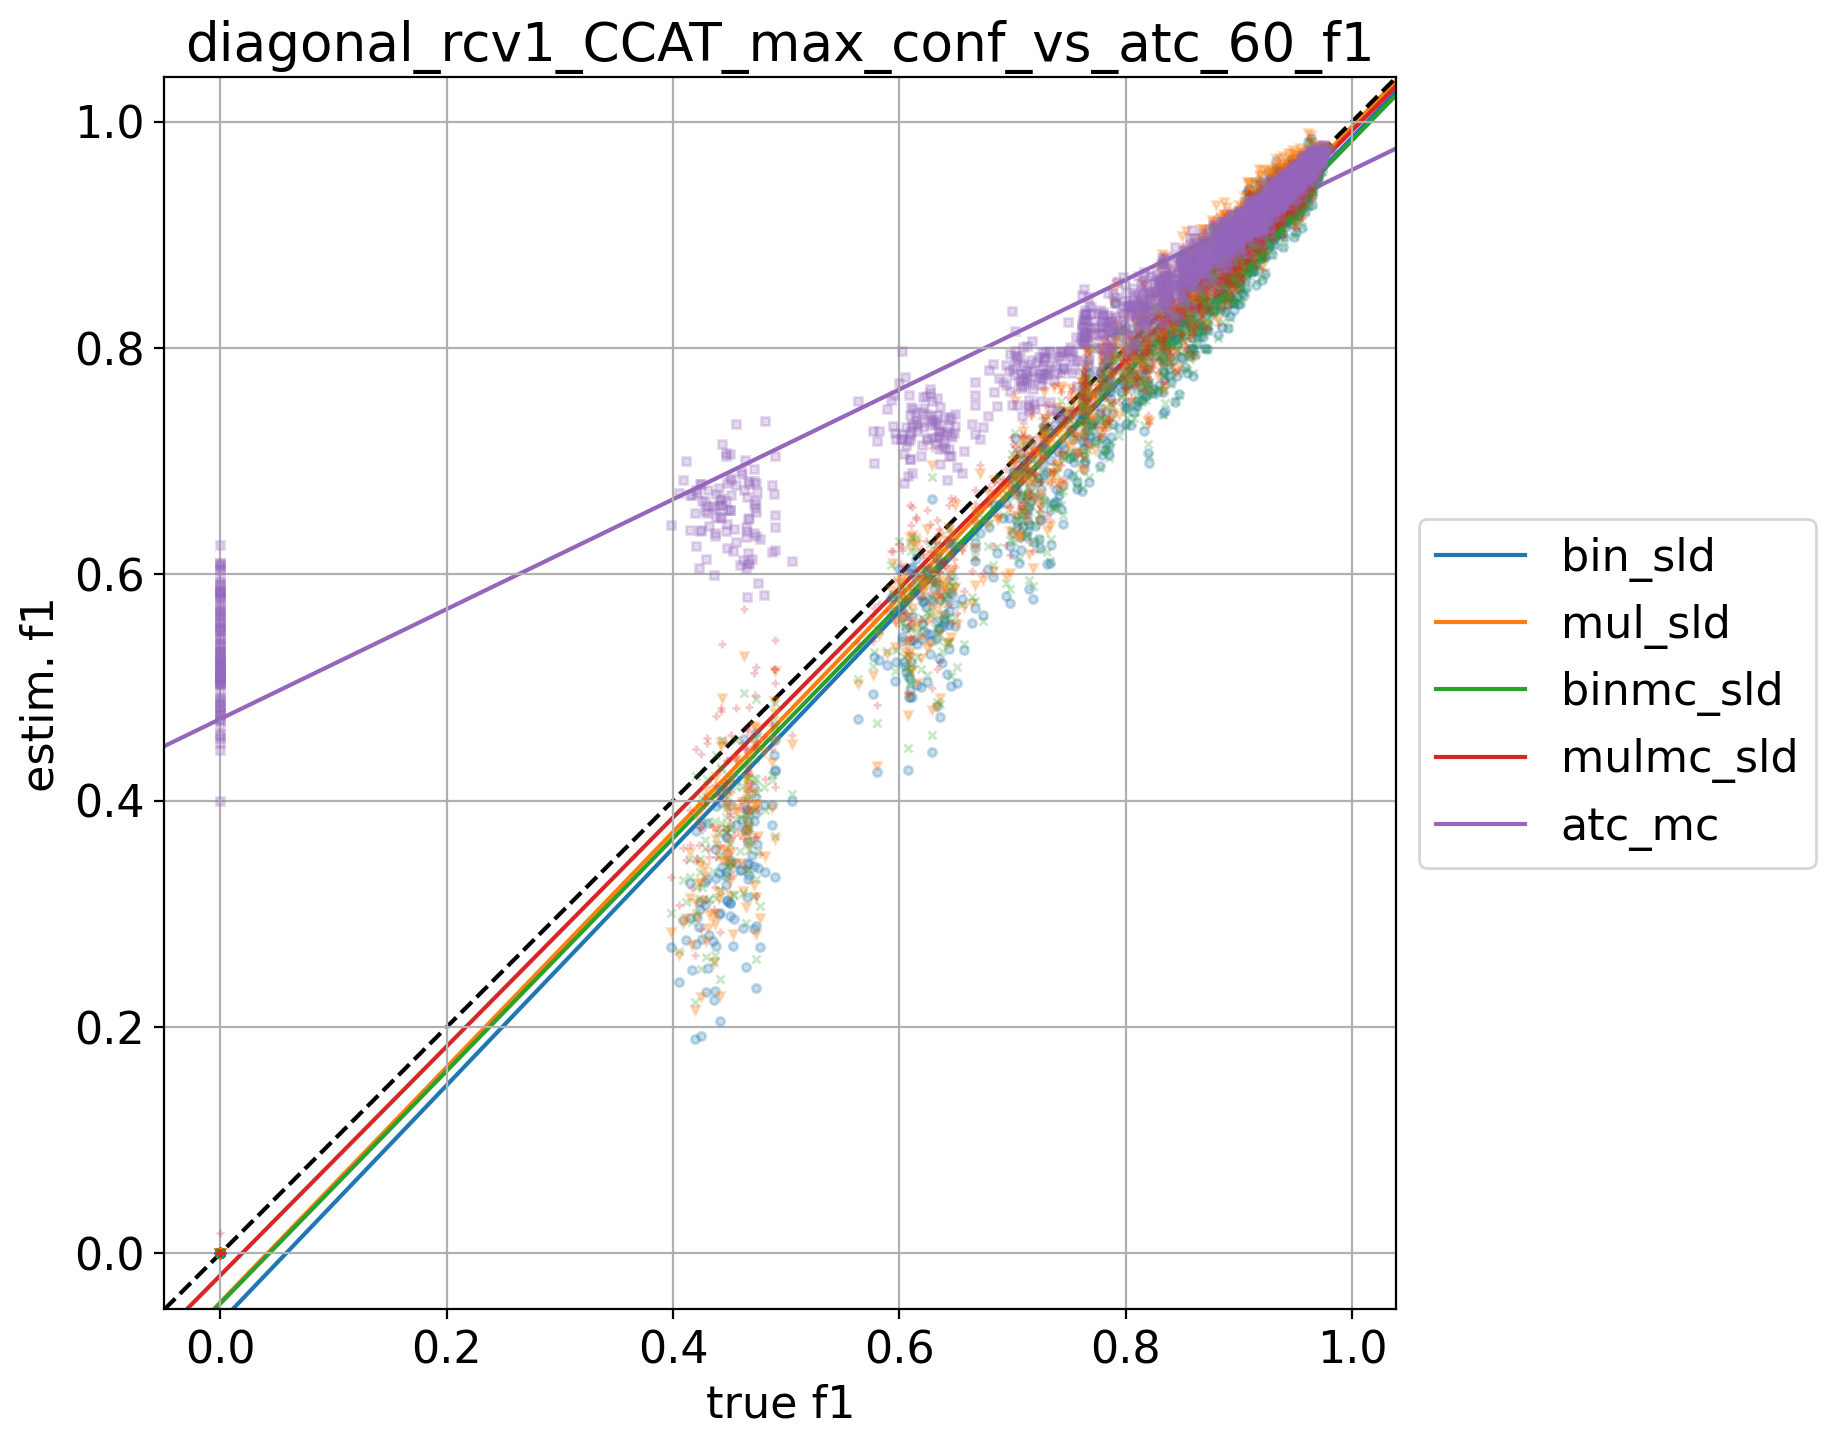 diagonal_rcv1_CCAT_max_conf_vs_atc_60_f1
1.0
0.8
0.6
0.4
0.2
0.0
estim. f1
0.0 0.2 0.4 0.6 0.8 1.0
true f1
bin_sld
mul_sld
binmc_sld
mulmc_sld
atc_mc